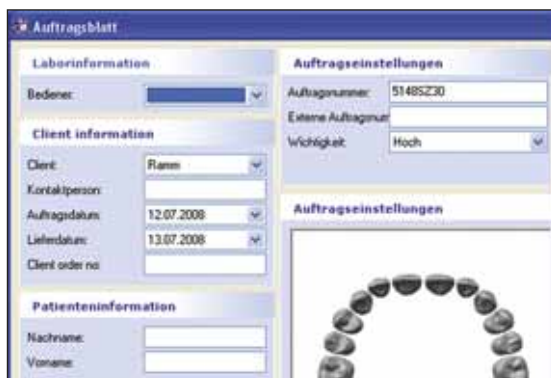 Auftragsblatt
Laborinformation
Bediener:
Client information
Client: Ramm
Kontaktperson:
Auftragsdatum: 12.07.2008
Lieferdatum: 13.07.2008
Client order no:
Patienteninformation
Nachname:
Vorname:
Auftragseinstellungen
Auftragsnummer: 5148SZ30
Externe Auftragsnum
Wichtigkeit: Hoch
Auftragseinstellungen